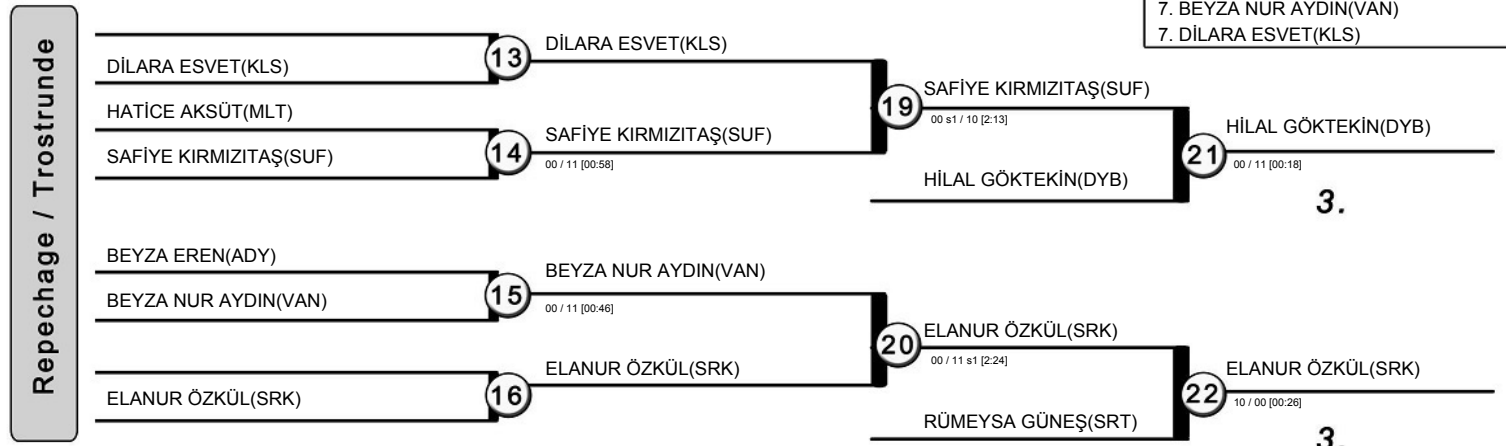 7. BEYZA NUR AYDIN(VAN)
7. DİLARA ESVET(KLS)
Repechage / Trostrunde
DİLARA ESVET(KLS)
13
DİLARA ESVET(KLS)
HATİCE AKSÜT(MLT)
SAFİYE KIRMIZITAŞ(SUF)
14
SAFİYE KIRMIZITAŞ(SUF)
00 / 11 [00:58]
19
SAFİYE KIRMIZITAŞ(SUF)
00 s1 / 10 [2:13]
HİLAL GÖKTEKİN(DYB)
21
HİLAL GÖKTEKİN(DYB)
00 / 11 [00:18]
3.
BEYZA EREN(ADY)
BEYZA NUR AYDIN(VAN)
15
BEYZA NUR AYDIN(VAN)
00 / 11 [00:46]
ELANUR ÖZKÜL(SRK)
16
ELANUR ÖZKÜL(SRK)
20
ELANUR ÖZKÜL(SRK)
00 / 11 s1 [2:24]
RÜMEYSA GÜNEŞ(SRT)
22
ELANUR ÖZKÜL(SRK)
10 / 00 [00:26]
3.